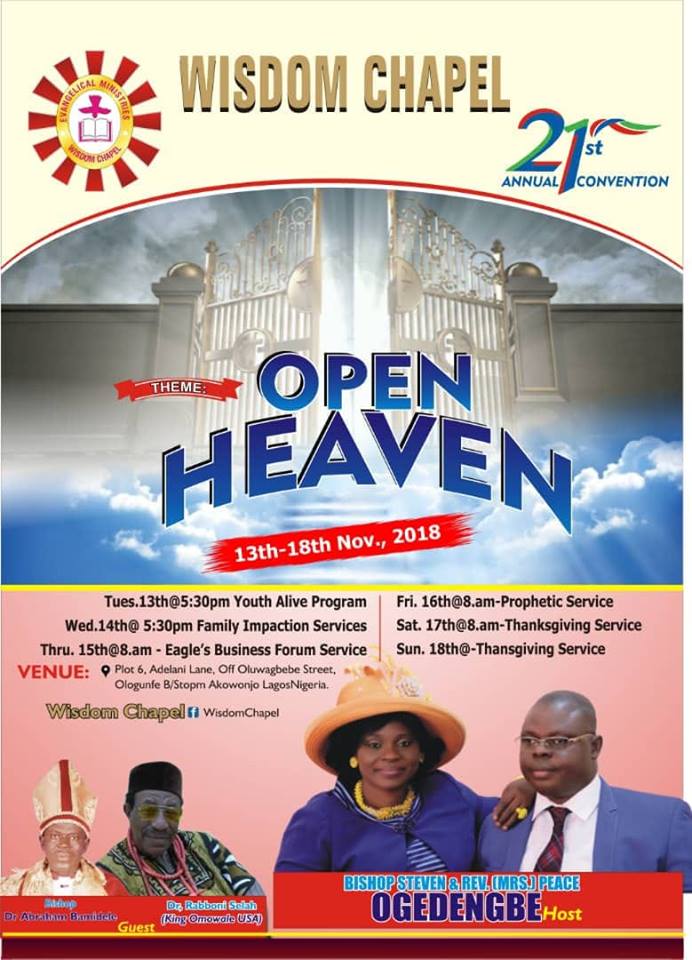 WISDOM CHAPEL
EVANGELICAL MINISTRIES
WISDOM CHAPEL
21st
ANNUAL CONVENTION
THEME:
OPEN
HEAVEN
13th-18th Nov., 2018
Tues.13th@5:30pm Youth Alive Program
Wed.14th@ 5:30pm Family Impaction Services
Thru. 15th@8.am - Eagle's Business Forum Service
Fri. 16th@8.am-Prophetic Service
Sat. 17th@8.am-Thanksgiving Service
Sun. 18th@-Thansgiving Service
VENUE: Plot 6, Adelani Lane, Off Oluwagbebe Street,
Ologunfe B/Stopm Akowonjo LagosNigeria.
Wisdom Chapel f WisdomChapel
Bishop
Dr Abraham Bamidele
Guest
Dr, Rabboni Selah
(King Omowale USA)
BISHOP STEVEN & REV. (MRS.) PEACE
OGEDENGBE Host